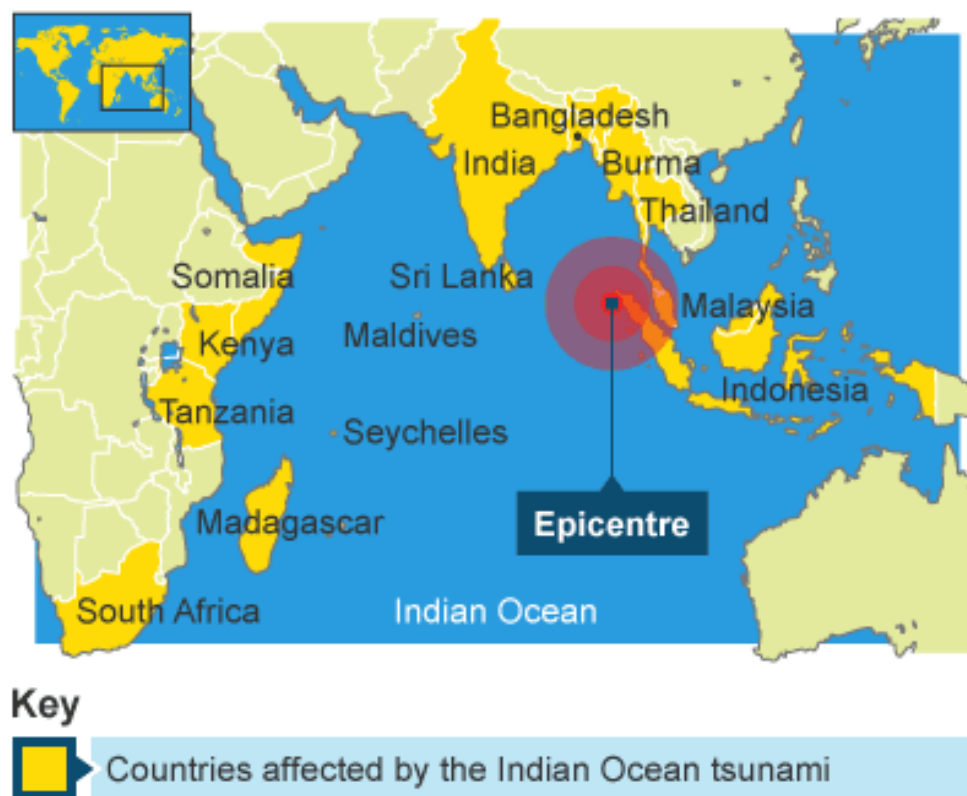 Bangladesh
India
Burma
Thailand
Somalia
Sri Lanka
Malaysia
Maldives
Kenya
Indonesia
Tanzania
Seychelles
Madagascar
Epicentre
South Africa
Indian Ocean
Key
Countries affected by the Indian Ocean tsunami